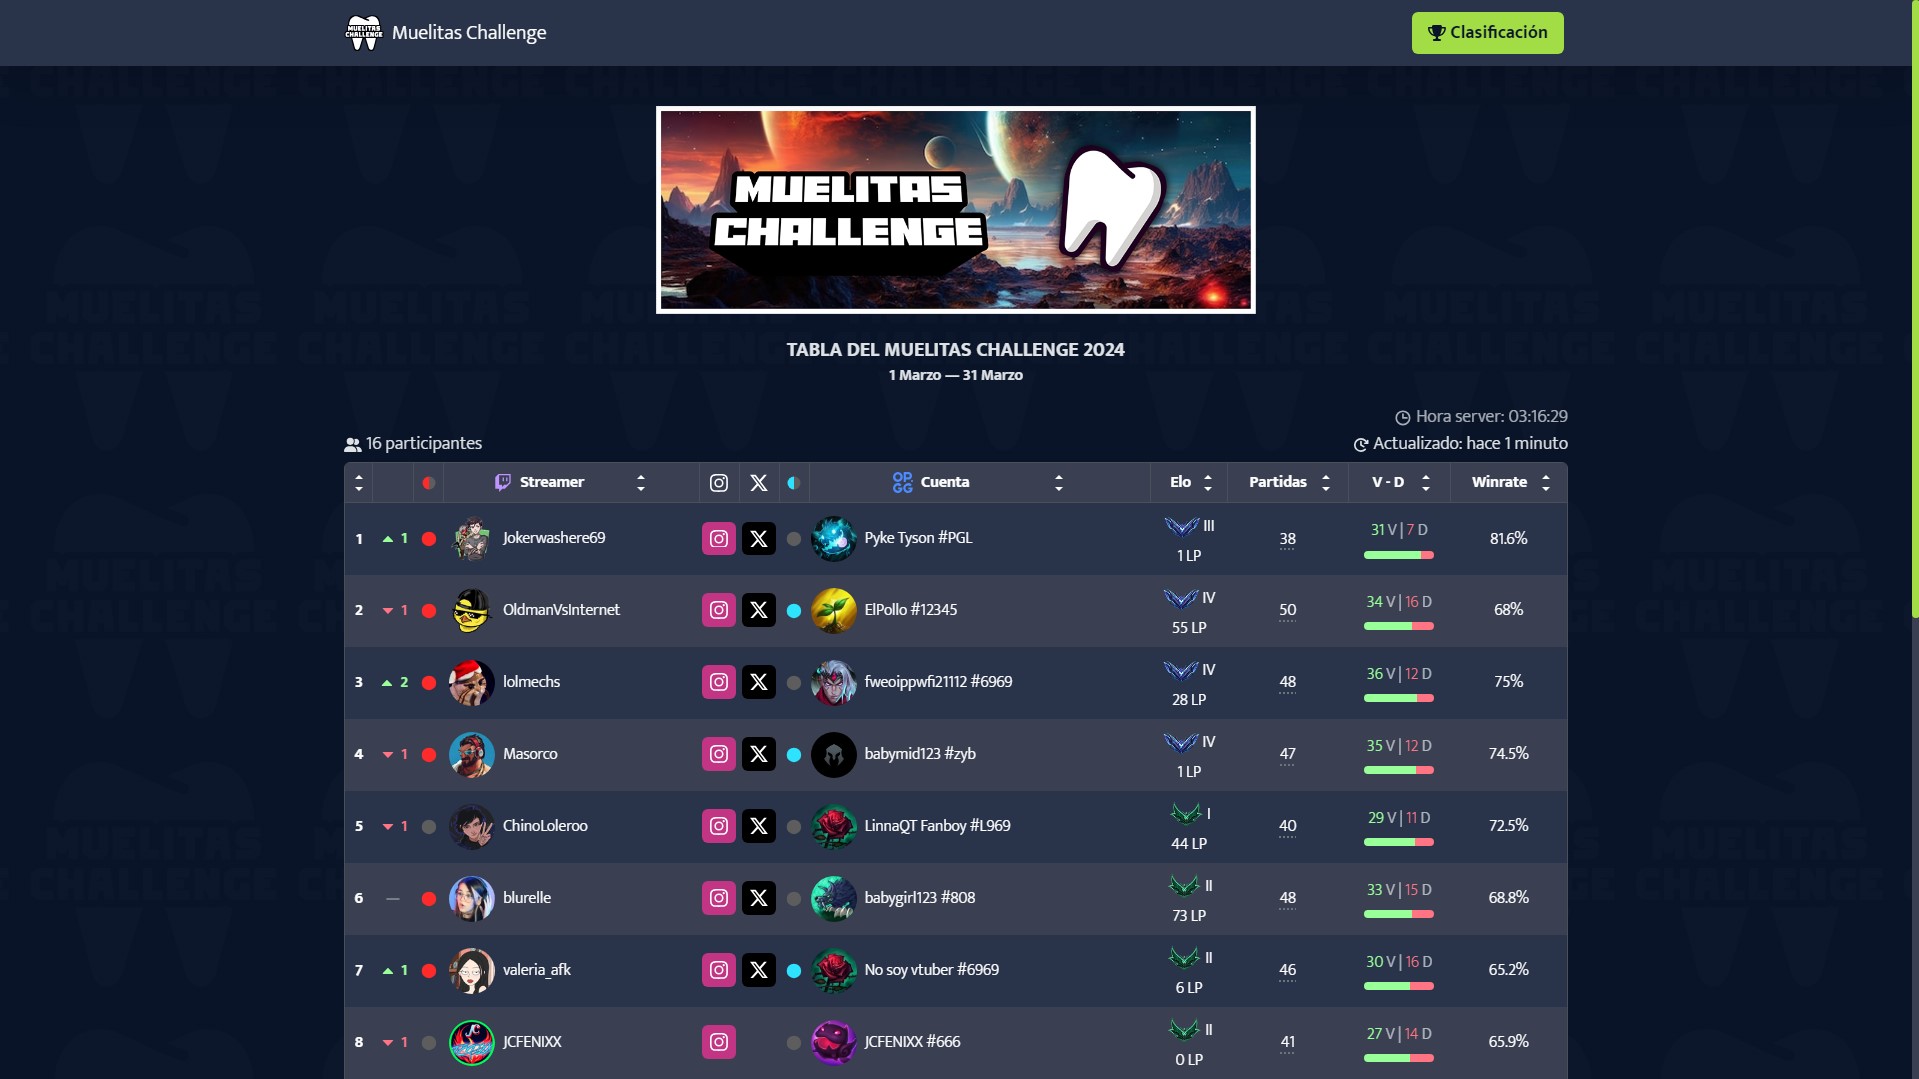 MUELITAS
CHALLENGE
Muelitas Challenge
Clasificación
MUELITAS
CHALLENGE
TABLA DEL MUELITAS CHALLENGE 2024
1 Marzo — 31 Marzo
Hora server: 03:16:29
16 participantes
Actualizado: hace 1 minuto
Streamer OP.GG Cuenta Elo Partidas V - D Winrate
1 1 Jokerwashere69 Pyke Tyson #PGL III 1 LP 38 31 V | 7 D 81.6%
2 1 OldmanVsInternet ElPollo #12345 IV 55 LP 50 34 V | 16 D 68%
3 2 lolmechs fweoippwfi21112 #6969 IV 28 LP 48 36 V | 12 D 75%
4 1 Masorco babymid123 #zyb IV 1 LP 47 35 V | 12 D 74.5%
5 1 ChinoLoleroo LinnaQT Fanboy #L969 I 44 LP 40 29 V | 11 D 72.5%
6 — blurelle babygirl123 #808 II 73 LP 48 33 V | 15 D 68.8%
7 1 valeria_afk No soy vtuber #6969 II 6 LP 46 30 V | 16 D 65.2%
8 1 JCFENIXX JCFENIXX #666 II 0 LP 41 27 V | 14 D 65.9%